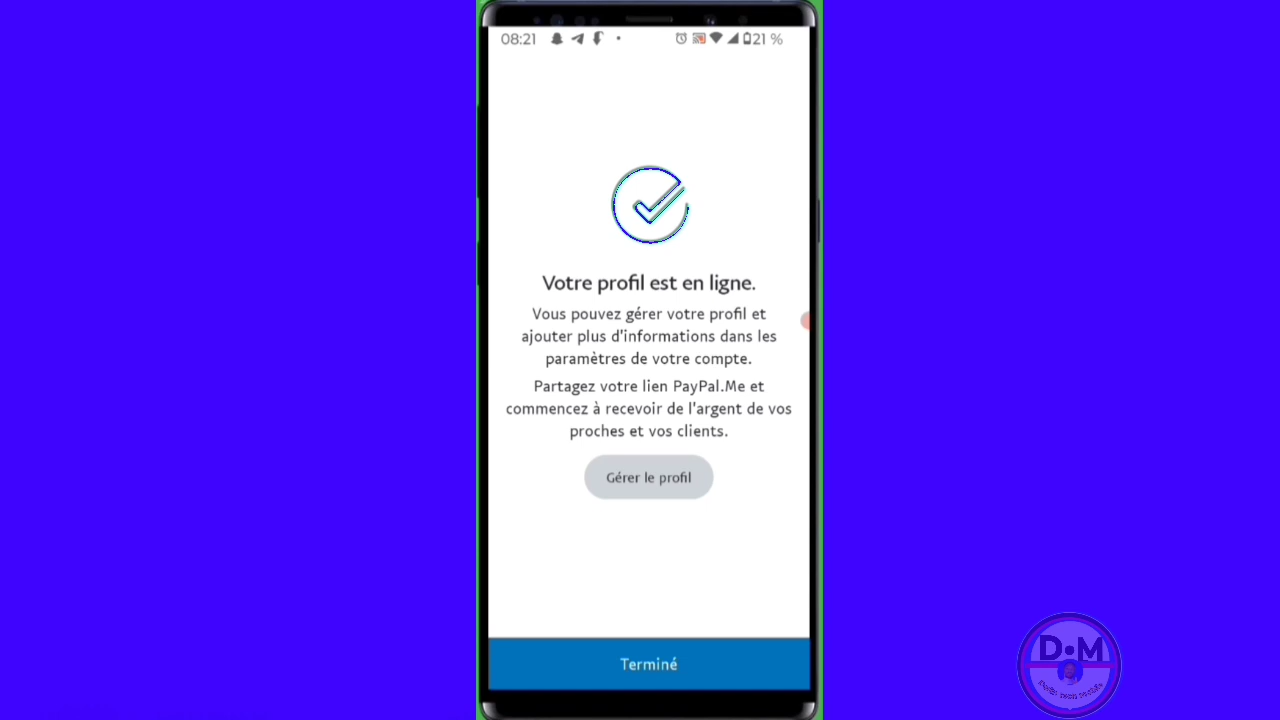 08:21
21 %
Votre profil est en ligne.
Vous pouvez gérer votre profil et
ajouter plus d'informations dans les
paramètres de votre compte.
Partagez votre lien PayPal.Me et
commencez à recevoir de l'argent de vos
proches et vos clients.
Gérer le profil
Terminé
D•M